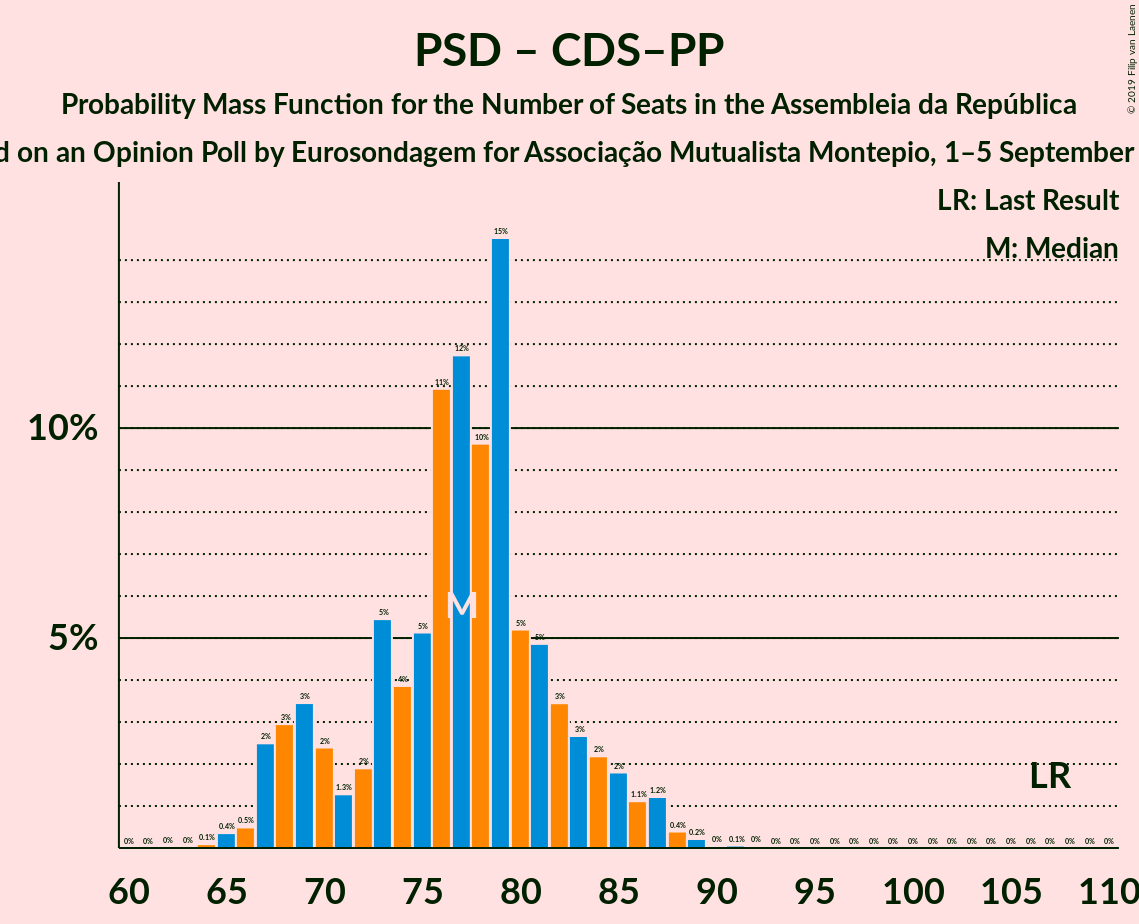 PSD – CDS–PP
Probability Mass Function for the Number of Seats in the Assembleia da República
d on an Opinion Poll by Eurosondagem for Associação Mutualista Montepio, 1–5 September
© 2019 Filip van Laenen
LR: Last Result
M: Median
10%
5%
0% 0% 0% 0% 0.1% 0.4% 0.5% 2% 3% 3% 2% 1.3% 2% 5% 4% 5% 11% 12% 10% 15% 5% 5% 3% 3% 2% 2% 1.1% 1.2% 0.4% 0.2% 0% 0.1% 0% 0% 0% 0% 0% 0% 0% 0% 0% 0% 0% 0% 0% 0% 0% 0% 0% 0% 0%
M
LR
60 65 70 75 80 85 90 95 100 105 110